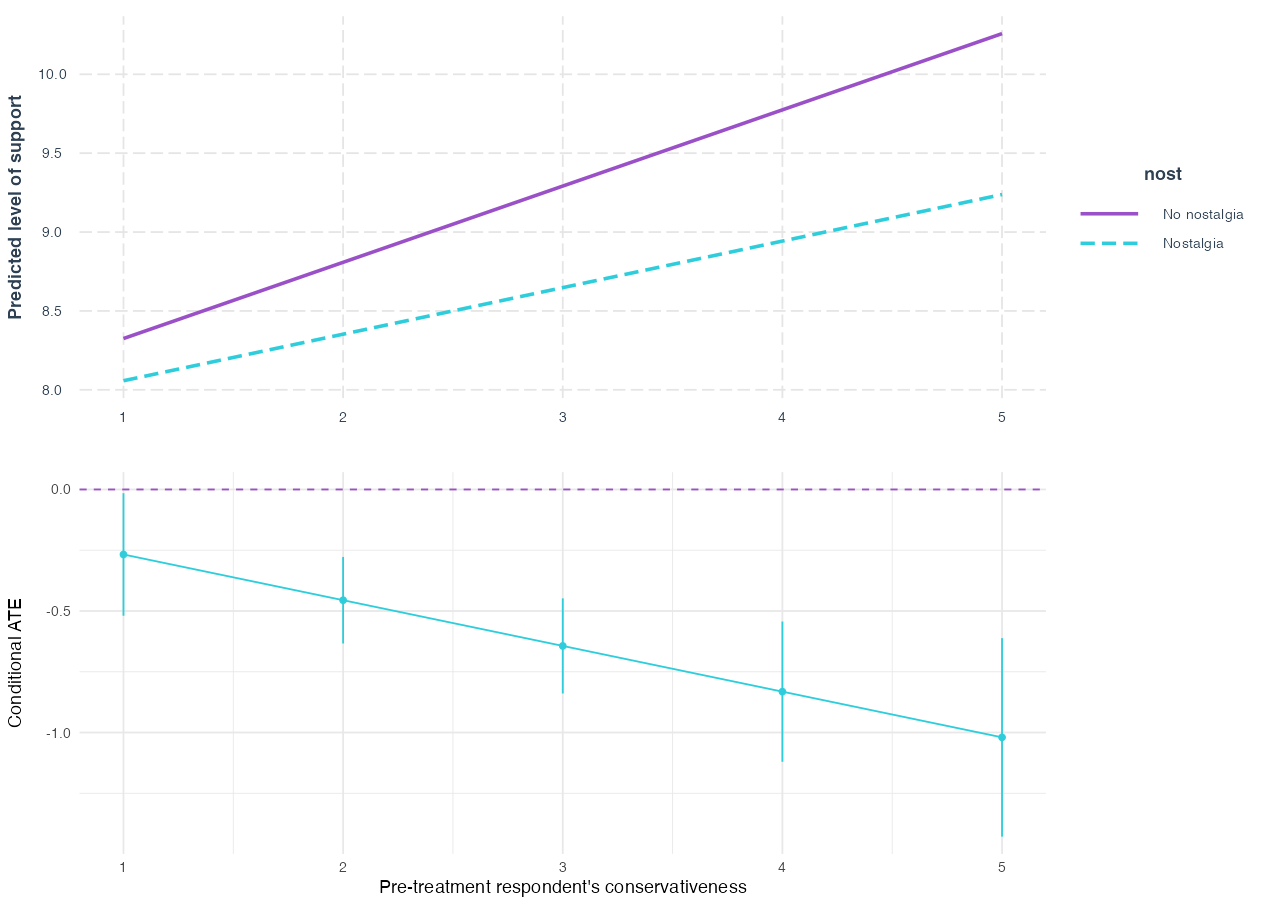 Predicted level of support
10.0
9.5
9.0
8.5
8.0
1 2 3 4 5
nost
No nostalgia
Nostalgia
Conditional ATE
0.0
-0.5
-1.0
1 2 3 4 5
Pre-treatment respondent's conservativeness